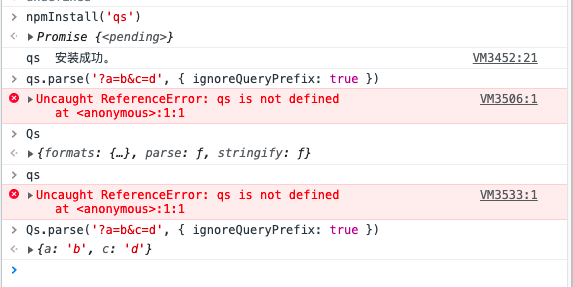 > npmInstall('qs')
<· ▶Promise {<pending>}
qs 安装成功。 VM3452:21
> qs.parse('?a=b&c=d', { ignoreQueryPrefix: true })
▶Uncaught ReferenceError: qs is not defined VM3506:1
at <anonymous>:1:1
> Qs
<· ▶{formats: {…}, parse: ƒ, stringify: ƒ}
> qs
▶Uncaught ReferenceError: qs is not defined VM3533:1
at <anonymous>:1:1
> Qs.parse('?a=b&c=d', { ignoreQueryPrefix: true })
<· ▶{a: 'b', c: 'd'}
>